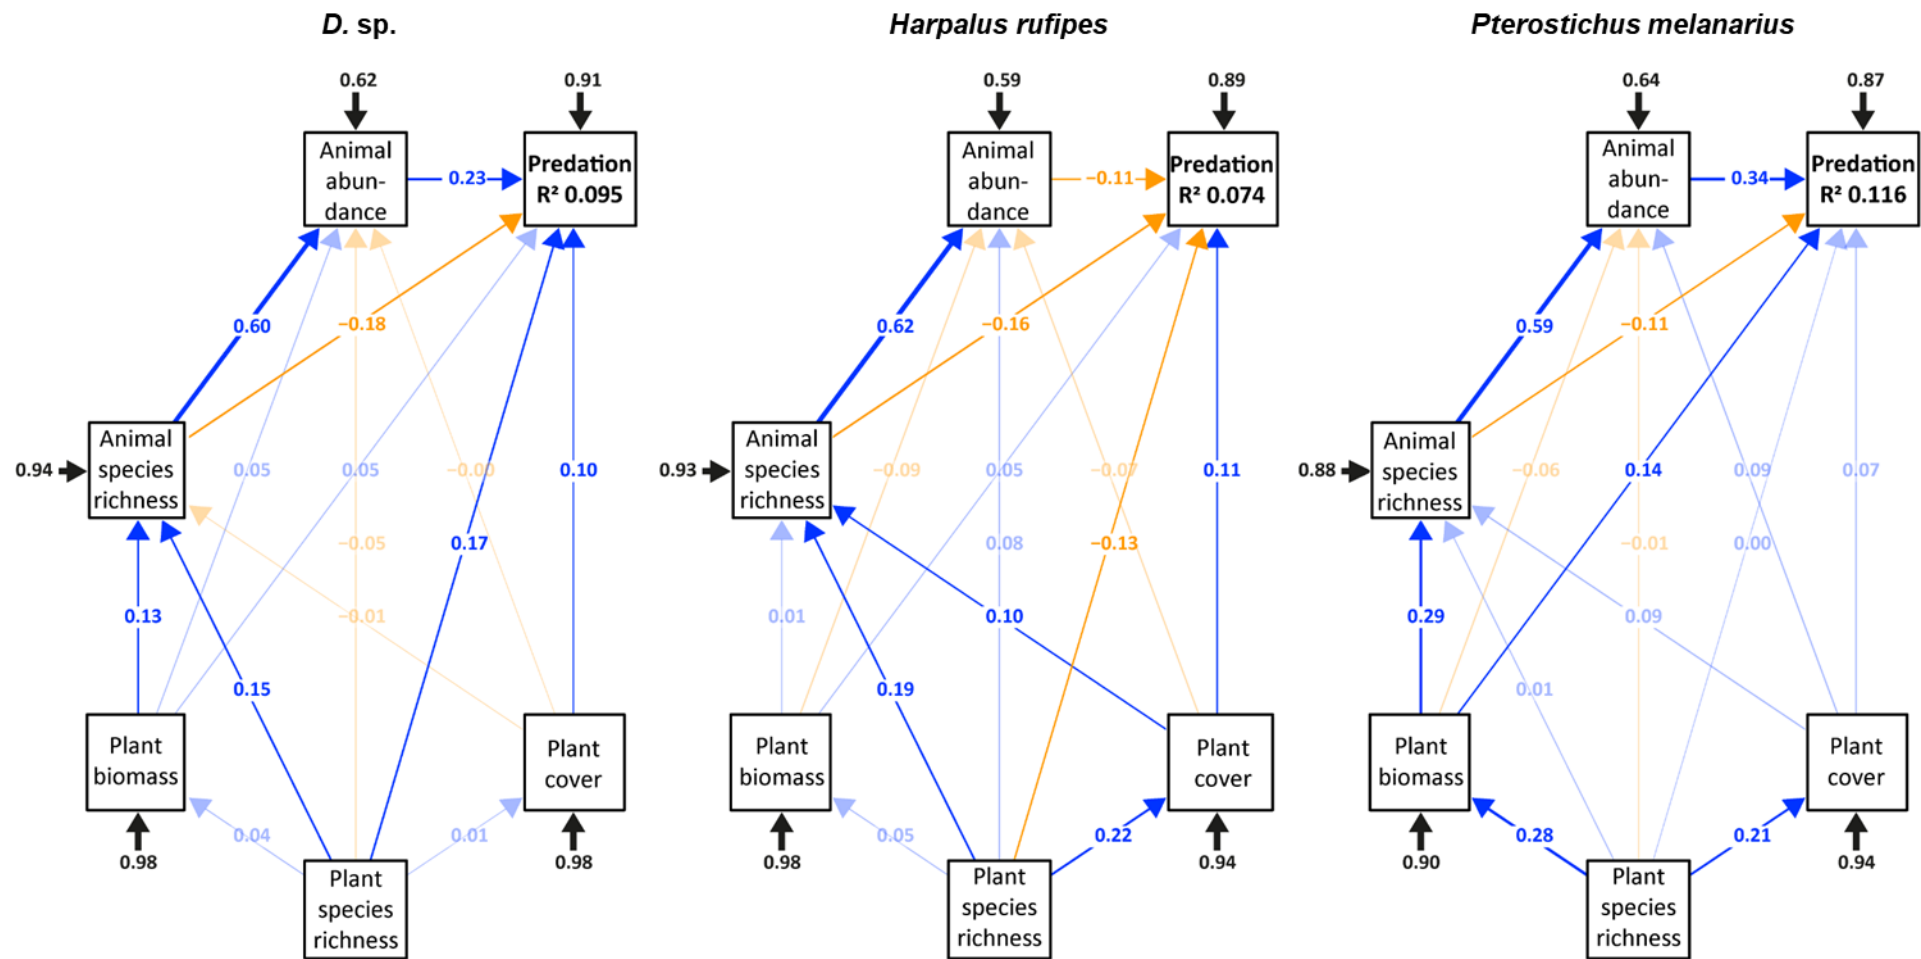 D. sp.
Harpalus rufipes
Pterostichus melanarius
0.62
0.91
Animal
abun-
dance
0.23
Predation
R² 0.095
0.60
−0.18
0.94
Animal
species
richness
0.05
0.05
−0.00
0.10
−0.05
0.17
0.13
−0.01
0.15
Plant
biomass
Plant
cover
0.04
0.01
0.98
0.98
Plant
species
richness
0.59
0.89
Animal
abun-
dance
−0.11
Predation
R² 0.074
0.62
−0.16
0.93
Animal
species
richness
−0.09
0.05
−0.07
0.11
0.08
−0.13
0.01
0.10
0.19
Plant
biomass
Plant
cover
0.05
0.22
0.98
0.94
Plant
species
richness
0.64
0.87
Animal
abun-
dance
0.34
Predation
R² 0.116
0.59
−0.11
0.88
Animal
species
richness
−0.06
0.14
0.09
0.07
−0.01
0.00
0.29
0.09
0.01
Plant
biomass
Plant
cover
0.28
0.21
0.90
0.94
Plant
species
richness